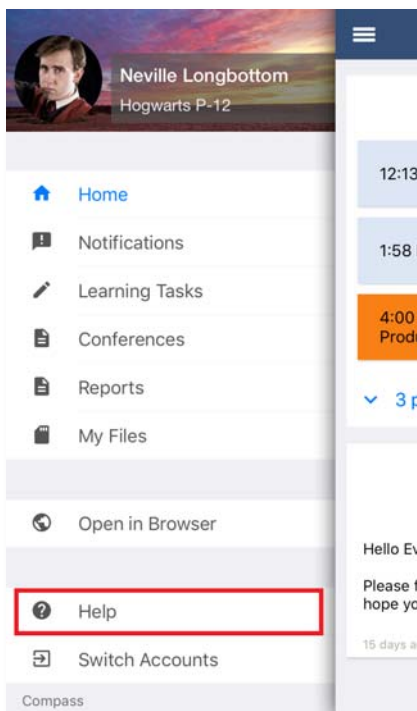 Neville Longbottom
Hogwarts P-12
Home
Notifications
Learning Tasks
Conferences
Reports
My Files
Open in Browser
Help
Switch Accounts
Compass
12:13
1:58
4:00
Produ
3 p
Hello Ev
Please f
hope yo
15 days a